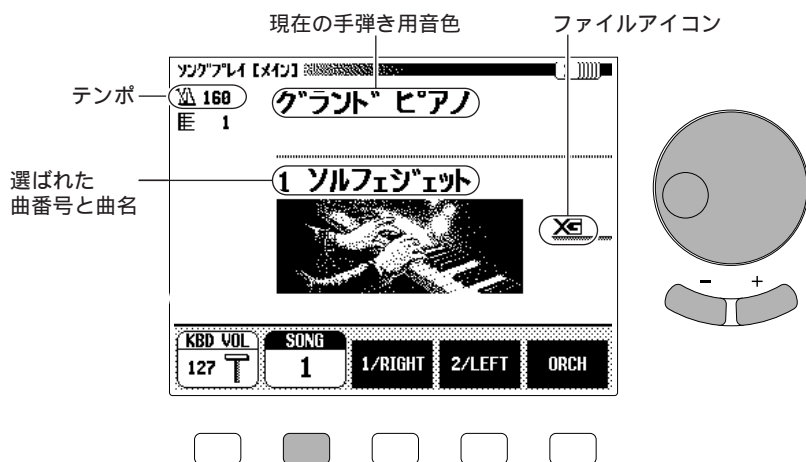 現在の手弾き用音色
ファイルアイコン
ソングプレイ [メイン]
テンポ
160
グランド ピアノ
1
選ばれた
曲番号と曲名
1 ソルフェジェット
XG
- +
KBD VOL
127
SONG
1
1/RIGHT
2/LEFT
ORCH